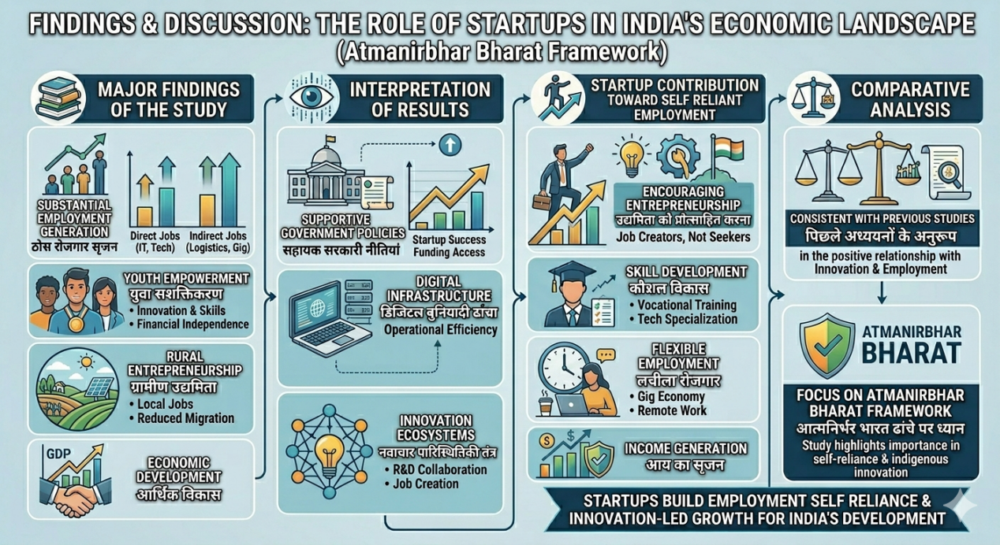 FINDINGS & DISCUSSION: THE ROLE OF STARTUPS IN INDIA'S ECONOMIC LANDSCAPE
(Atmanirbhar Bharat Framework)
MAJOR FINDINGS
OF THE STUDY
SUBSTANTIAL
EMPLOYMENT
GENERATION
ठोस रोजगार सृजन
Direct Jobs
(IT, Tech)
Indirect Jobs
(Logistics, Gig)
YOUTH EMPOWERMENT
युवा सशक्तिकरण
• Innovation & Skills
• Financial Independence
RURAL
ENTREPRENEURSHIP
ग्रामीण उद्यमिता
• Local Jobs
• Reduced Migration
GDP
ECONOMIC
DEVELOPMENT
आर्थिक विकास
INTERPRETATION
OF RESULTS
SUPPORTIVE
GOVERNMENT POLICIES
सहायक सरकारी नीतियां
Startup Success
Funding Access
DIGITAL
INFRASTRUCTURE
डिजिटल बुनियादी ढांचा
Operational Efficiency
INNOVATION
ECOSYSTEMS
नवाचार पारिस्थितिकी तंत्र
• R&D Collaboration
• Job Creation
STARTUP CONTRIBUTION
TOWARD SELF RELIANT
EMPLOYMENT
ENCOURAGING
ENTREPRENEURSHIP
उद्यमिता को प्रोत्साहित करना
Job Creators, Not Seekers
SKILL DEVELOPMENT
कौशल विकास
• Vocational Training
• Tech Specialization
FLEXIBLE
EMPLOYMENT
लचीला रोजगार
• Gig Economy
• Remote Work
$ $
INCOME GENERATION
आय का सृजन
COMPARATIVE
ANALYSIS
CONSISTENT WITH PREVIOUS STUDIES
पिछले अध्ययनों के अनुरूप
in the positive relationship with
Innovation & Employment
ATMANIRBHAR
BHARAT
FOCUS ON ATMANIRBHAR
BHARAT FRAMEWORK
आत्मनिर्भर भारत ढांचे पर ध्यान
Study highlights importance in
self-reliance & indigenous
innovation
STARTUPS BUILD EMPLOYMENT SELF RELIANCE &
INNOVATION-LED GROWTH FOR INDIA'S DEVELOPMENT